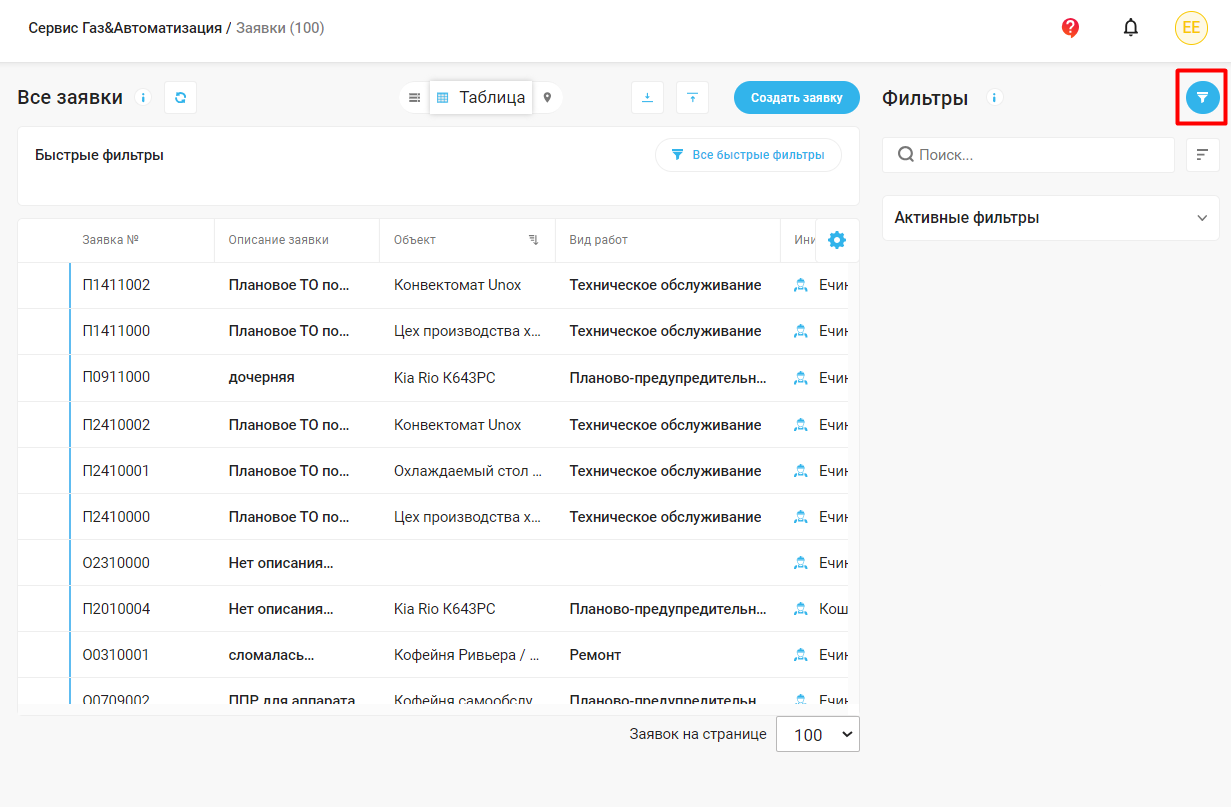 Сервис Газ&Автоматизация / Заявки (100)
EE
Все заявки
Таблица
Создать заявку
Фильтры
Быстрые фильтры
Все быстрые фильтры
Поиск...
Активные фильтры
Заявка № Описание заявки Объект Вид работ Ини
П1411002 Плановое ТО по... Конвектомат Unox Техническое обслуживание Ечин
П1411000 Плановое ТО по... Цех производства х... Техническое обслуживание Ечин
П0911000 дочерняя Kia Rio К643РС Планово-предупредительн... Ечин
П2410002 Плановое ТО по... Конвектомат Unox Техническое обслуживание Ечин
П2410001 Плановое ТО по... Охлаждаемый стол ... Техническое обслуживание Ечин
П2410000 Плановое ТО по... Цех производства х... Техническое обслуживание Ечин
О2310000 Нет описания... Ечин
П2010004 Нет описания... Kia Rio К643РС Планово-предупредительн... Кош
О0310001 сломалась... Кофейня Ривьера / ... Ремонт Ечин
О0709002 ППР для аппарата Кофейня самообслу Планово-предупредительн Ечин
Заявок на странице 100